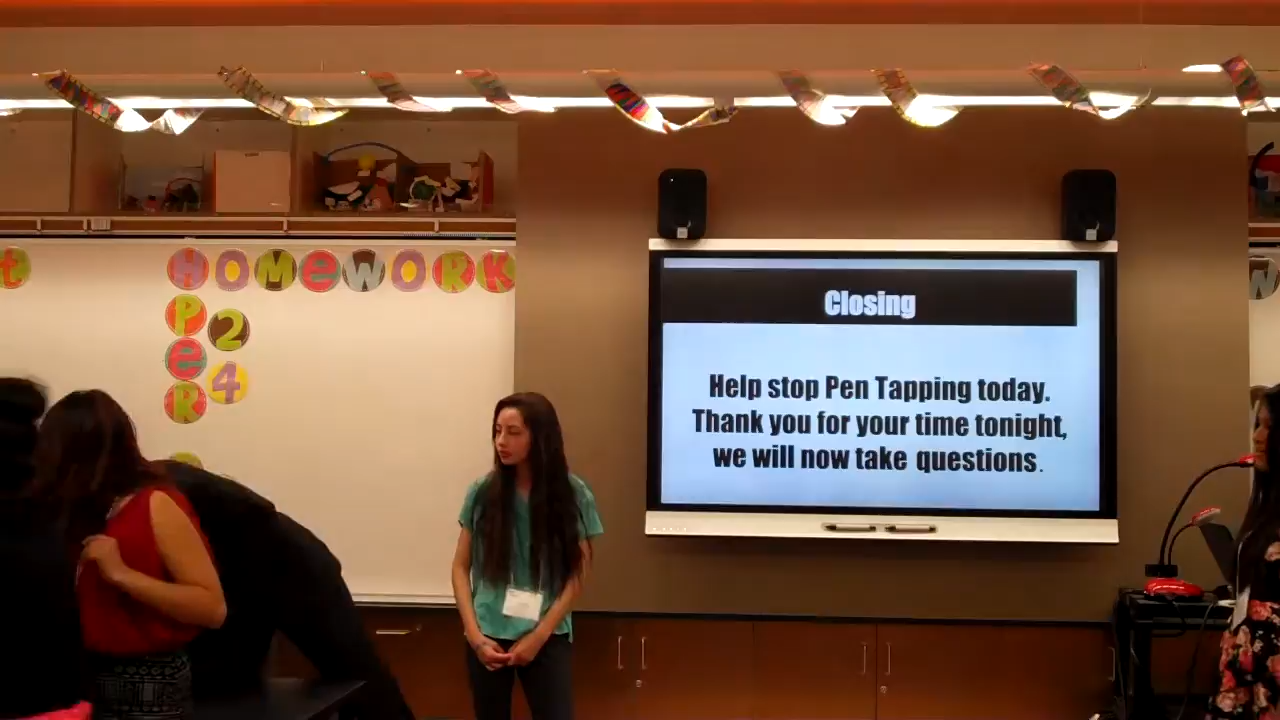 t
HOMEWORK
PeR
2
4
Closing
Help stop Pen Tapping today.
Thank you for your time tonight,
we will now take questions.
W